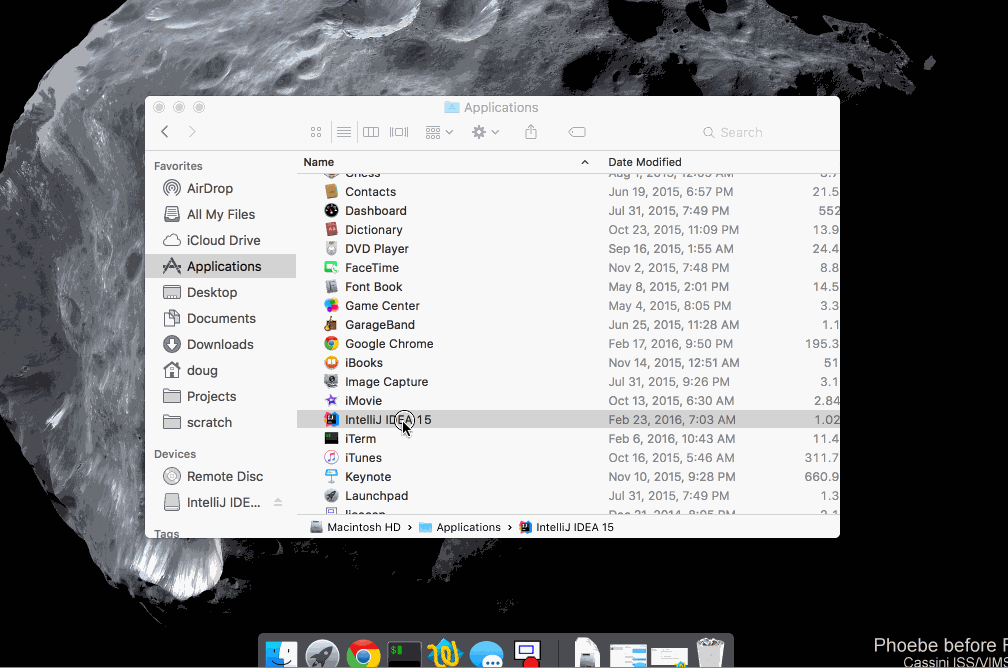 Applications
Search
Favorites
AirDrop
All My Files
iCloud Drive
Applications
Desktop
Documents
Downloads
doug
Projects
scratch
Devices
Remote Disc
IntelliJ IDE...
Tags
Name Date Modified
Chess Aug 1, 2015, 12:05 AM
Contacts Jun 19, 2015, 6:57 PM 21.5
Dashboard Jul 31, 2015, 7:49 PM 552
Dictionary Oct 23, 2015, 11:09 PM 13.9
DVD Player Sep 16, 2015, 1:55 AM 24.4
FaceTime Nov 2, 2015, 7:48 PM 8.8
Font Book May 8, 2015, 2:01 PM 14.5
Game Center May 4, 2015, 8:05 PM 3.3
GarageBand Jun 25, 2015, 11:28 AM 1.1
Google Chrome Feb 17, 2016, 9:50 PM 195.3
iBooks Nov 14, 2015, 12:51 AM 51
Image Capture Jul 31, 2015, 9:26 PM 3.1
iMovie Oct 13, 2015, 6:30 AM 2.84
IntelliJ IDEA 15 Feb 23, 2016, 7:03 AM 1.02
iTerm Feb 6, 2016, 10:43 AM 11.4
iTunes Oct 16, 2015, 5:46 AM 311.7
Keynote Nov 10, 2015, 9:28 PM 660.9
Launchpad Jul 31, 2015, 7:49 PM 1.3
Macintosh HD › Applications › IntelliJ IDEA 15
Phoebe before
Cassini ISS/VIMS